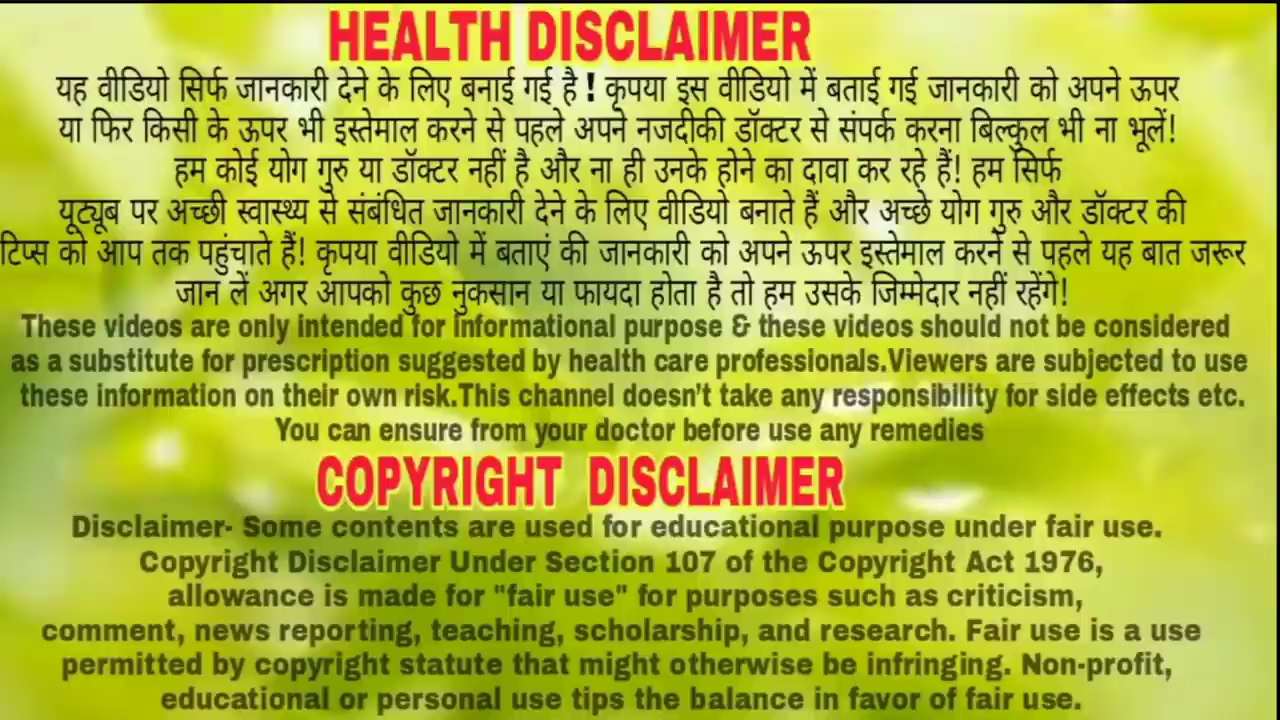 HEALTH DISCLAIMER
यह वीडियो सिर्फ जानकारी देने के लिए बनाई गई है ! कृपया इस वीडियो में बताई गई जानकारी को अपने ऊपर
या फिर किसी के ऊपर भी इस्तेमाल करने से पहले अपने नजदीकी डॉक्टर से संपर्क करना बिल्कुल भी ना भूलें!
हम कोई योग गुरु या डॉक्टर नहीं है और ना ही उनके होने का दावा कर रहे हैं! हम सिर्फ
यूट्यूब पर अच्छी स्वास्थ्य से संबंधित जानकारी देने के लिए वीडियो बनाते हैं और अच्छे योग गुरु और डॉक्टर की
टिप्स को आप तक पहुंचाते हैं! कृपया वीडियो में बताएं की जानकारी को अपने ऊपर इस्तेमाल करने से पहले यह बात जरूर
जान लें अगर आपको कुछ नुकसान या फायदा होता है तो हम उसके जिम्मेदार नहीं रहेंगे!
These videos are only intended for informational purpose & these videos should not be considered
as a substitute for prescription suggested by health care professionals.Viewers are subjected to use
these information on their own risk.This channel doesn't take any responsibility for side effects etc.
You can ensure from your doctor before use any remedies
COPYRIGHT DISCLAIMER
Disclaimer- Some contents are used for educational purpose under fair use.
Copyright Disclaimer Under Section 107 of the Copyright Act 1976,
allowance is made for "fair use" for purposes such as criticism,
comment, news reporting, teaching, scholarship, and research. Fair use is a use
permitted by copyright statute that might otherwise be infringing. Non-profit,
educational or personal use tips the balance in favor of fair use.